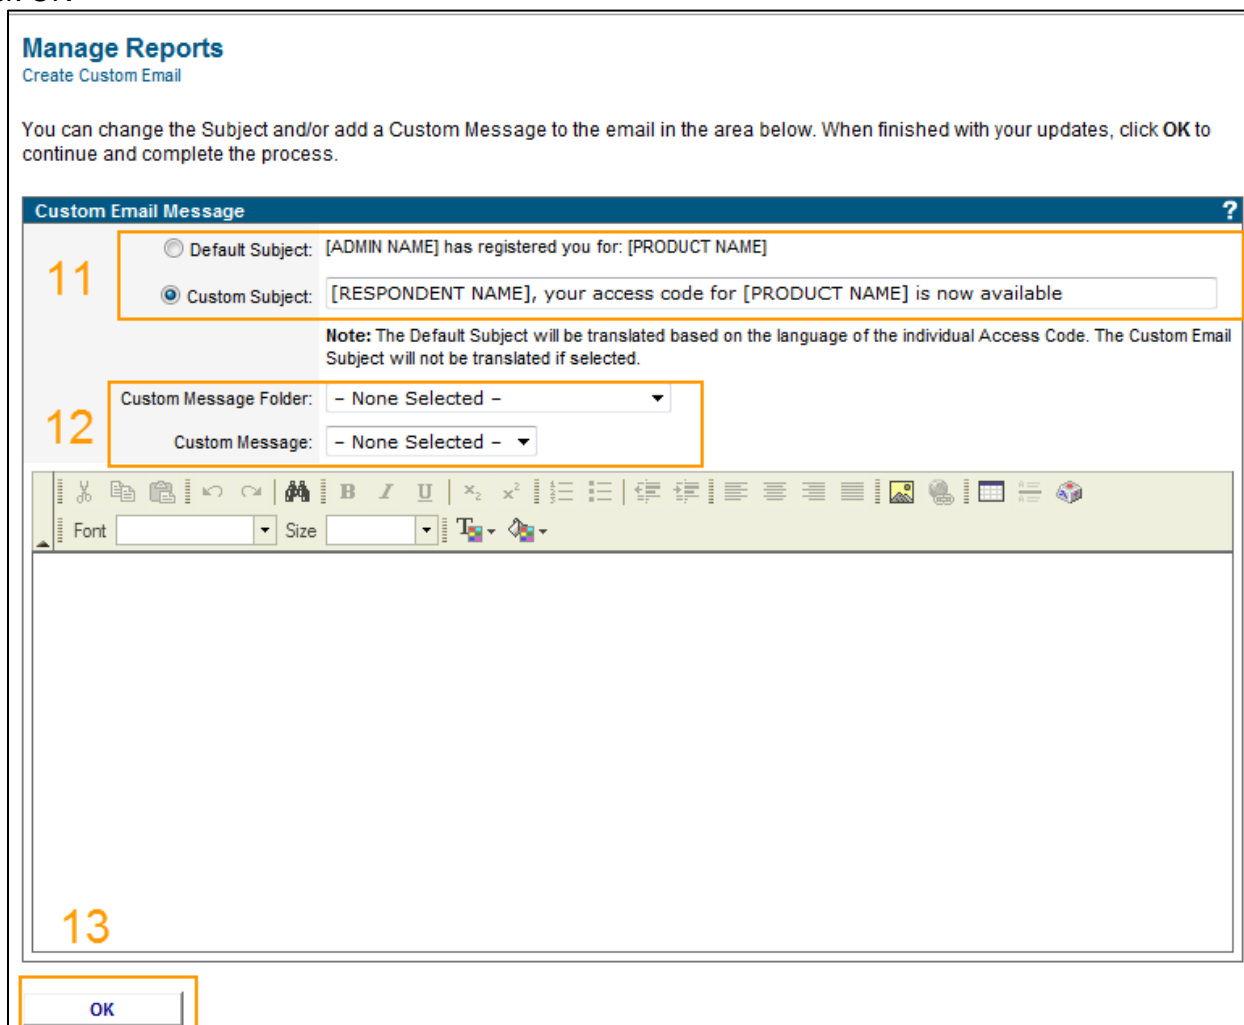 Manage Reports
Create Custom Email
You can change the Subject and/or add a Custom Message to the email in the area below. When finished with your updates, click OK to
continue and complete the process.
Custom Email Message ?
11
Default Subject: [ADMIN NAME] has registered you for: [PRODUCT NAME]
Custom Subject: [RESPONDENT NAME], your access code for [PRODUCT NAME] is now available
Note: The Default Subject will be translated based on the language of the individual Access Code. The Custom Email
Subject will not be translated if selected.
12
Custom Message Folder: – None Selected –
Custom Message: – None Selected –
B I U x₂ x²
Font Size T
13
OK